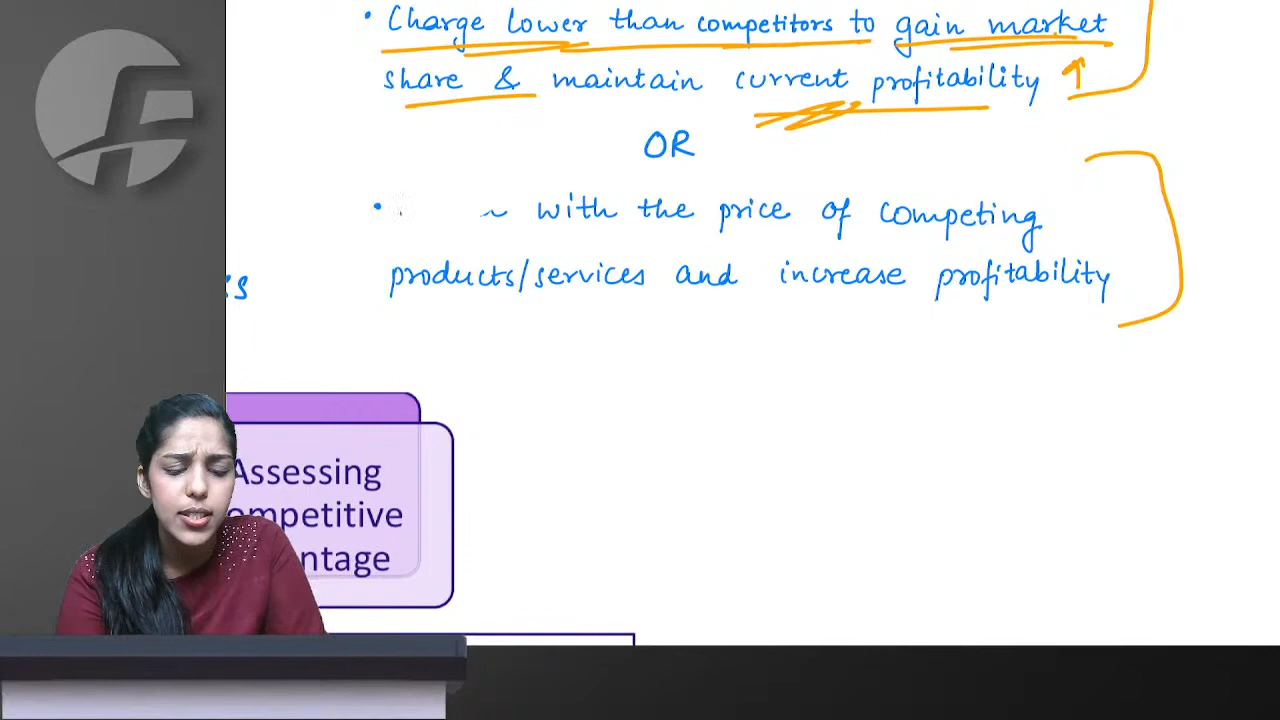 • Charge lower than competitors to gain market
share & maintain current profitability ↑
OR
• with the price of competing
products/services and increase profitability
Assessing
ompetitive
ntage